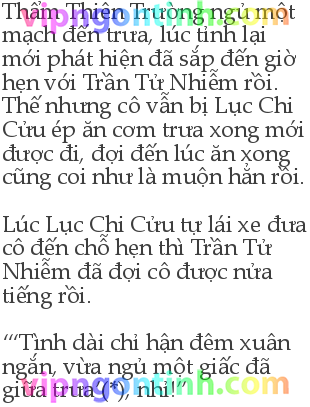 Thẩm Thiên Trường ngủ một
mạch đến trưa, lúc tỉnh lại
mới phát hiện đã sắp đến giờ
hẹn với Trần Tử Nhiễm rồi.
Thế nhưng cô vẫn bị Lục Chi
Cửu ép ăn cơm trưa xong mới
được đi, đợi đến lúc ăn xong
cũng coi như là muộn hẳn rồi.
Lúc Lục Chi Cửu tự lái xe đưa
cô đến chỗ hẹn thì Trần Tử
Nhiễm đã đợi cô được nửa
tiếng rồi.
“‘Tình dài chỉ hận đêm xuân
ngắn, vừa ngủ một giấc đã
giữa trưa (*), nhỉ!”
vipngontinh.com
vipngontinh.com